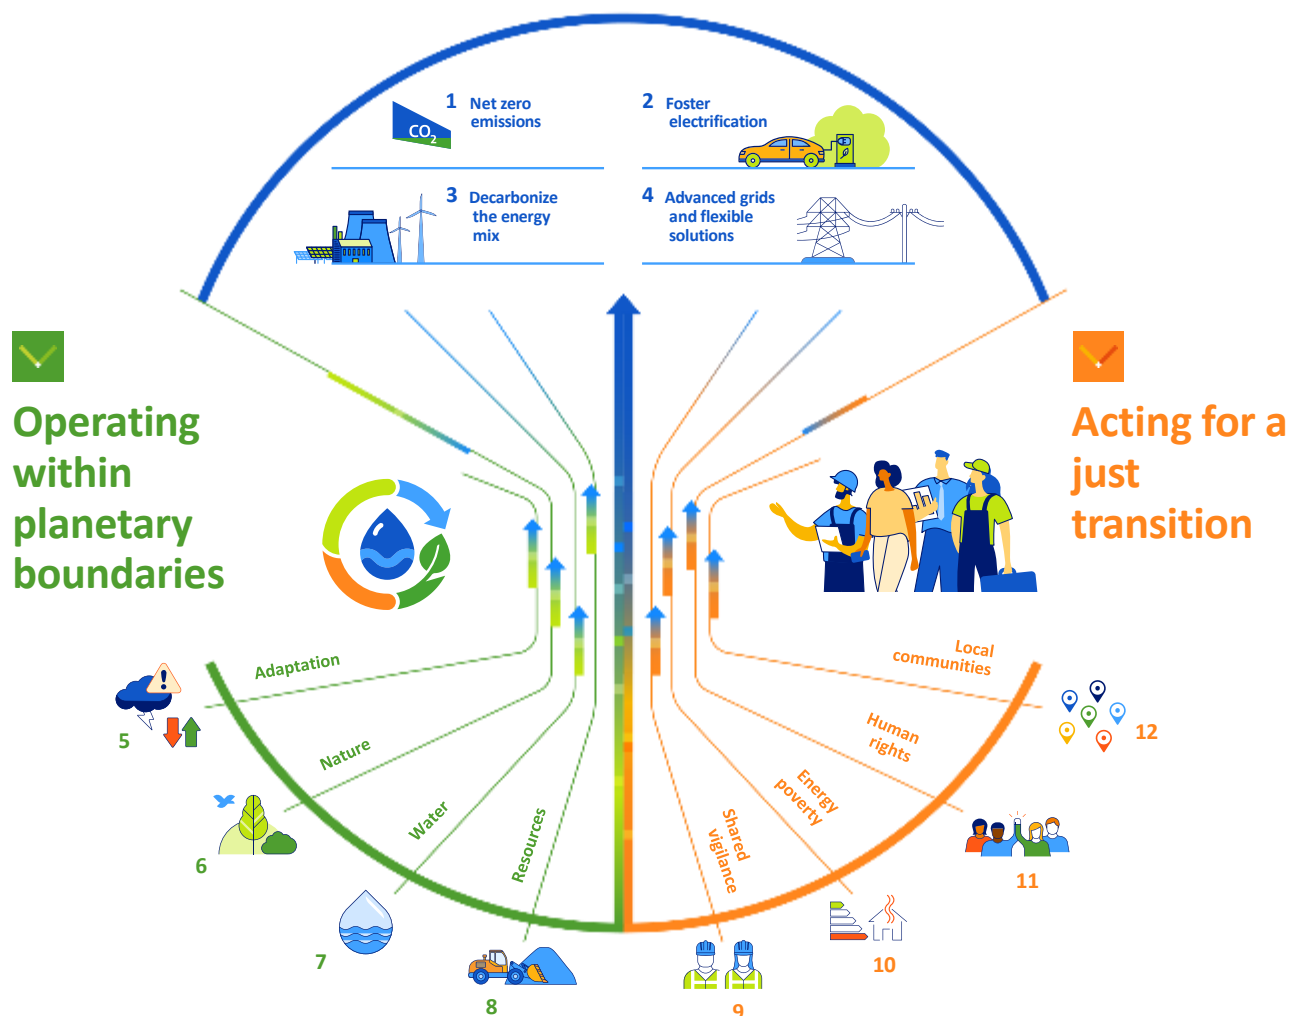 1 Net zero
emissions
CO2
2 Foster
electrification
3 Decarbonize
the energy
mix
4 Advanced grids
and flexible
solutions
Operating
within
planetary
boundaries
Acting for a
just
transition
Adaptation
5
Nature
6
Water
7
Resources
8
Shared
vigilance
9
Energy
poverty
10
Human
rights
11
Local
communities
12